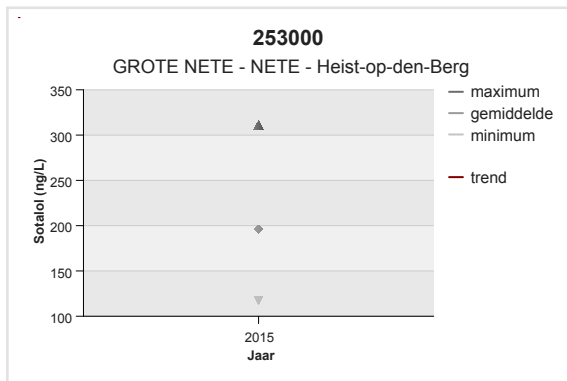 253000
GROTE NETE - NETE - Heist-op-den-Berg
maximum
gemiddelde
minimum
trend
Sotalol (ng/L)
350
300
250
200
150
100
2015
Jaar